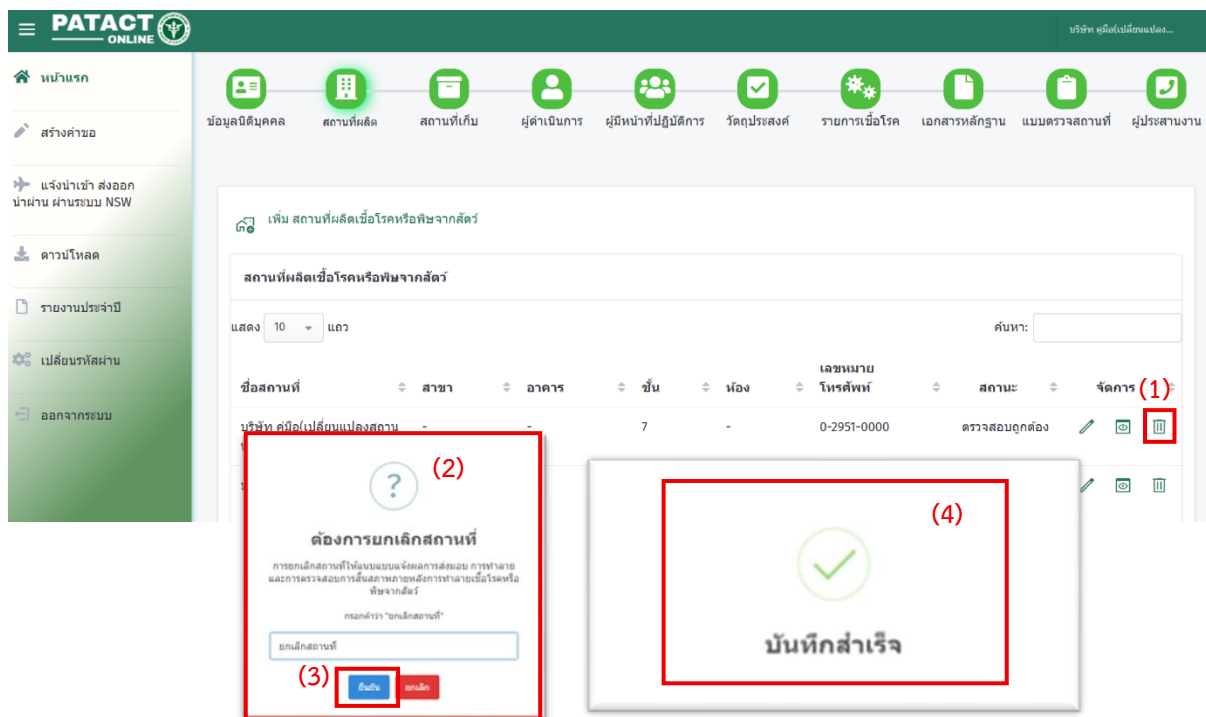 PATACT
ONLINE
บริษัท คู่มือ(เปลี่ยนแปลง...
หน้าแรก
สร้างคำขอ
แจ้งนำเข้า ส่งออก
นำผ่าน ผ่านระบบ NSW
ดาวน์โหลด
รายงานประจำปี
เปลี่ยนรหัสผ่าน
ออกจากระบบ
ข้อมูลนิติบุคคล สถานที่ผลิต สถานที่เก็บ ผู้ดำเนินการ ผู้มีหน้าที่ปฏิบัติการ วัตถุประสงค์ รายการเชื้อโรค เอกสารหลักฐาน แบบตรวจสถานที่ ผู้ประสานงาน
เพิ่ม สถานที่ผลิตเชื้อโรคหรือพิษจากสัตว์
สถานที่ผลิตเชื้อโรคหรือพิษจากสัตว์
แสดง 10 แถว ค้นหา:
ชื่อสถานที่ สาขา อาคาร ชั้น ห้อง เลขหมาย
โทรศัพท์ สถานะ จัดการ (1)
บริษัท คู่มือ(เปลี่ยนแปลงสถาน - - 7 - 0-2951-0000 ตรวจสอบถูกต้อง
(2)
?
ต้องการยกเลิกสถานที่
การยกเลิกสถานที่ให้แนบแบบแจ้งผลการส่งมอบ การทำลาย
และการตรวจสอบการสิ้นสภาพภายหลังการทำลายเชื้อโรคหรือ
พิษจากสัตว์
กรอกคำว่า "ยกเลิกสถานที่"
ยกเลิกสถานที่
(3)
ยืนยัน ยกเลิก
(4)
บันทึกสำเร็จ